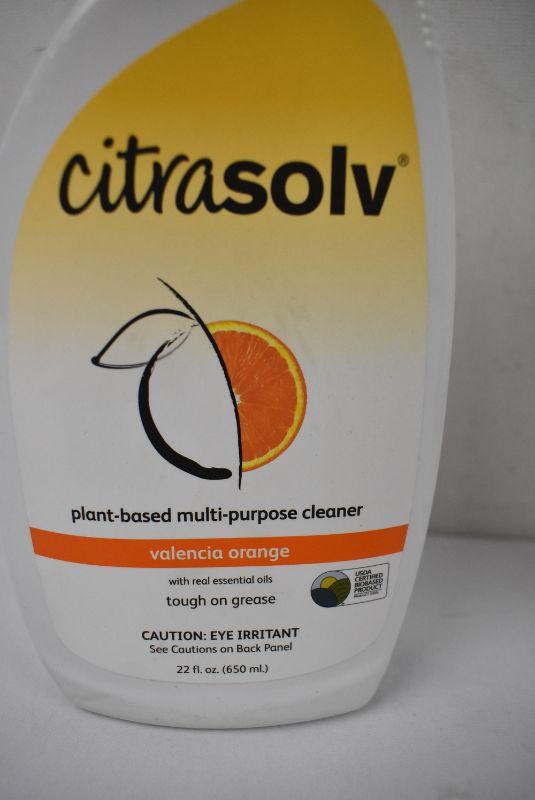 citrasolv®
plant-based multi-purpose cleaner
valencia orange
with real essential oils
tough on grease
USDA
CERTIFIED
BIOBASED
PRODUCT
CAUTION: EYE IRRITANT
See Cautions on Back Panel
22 fl. oz. (650 ml.)